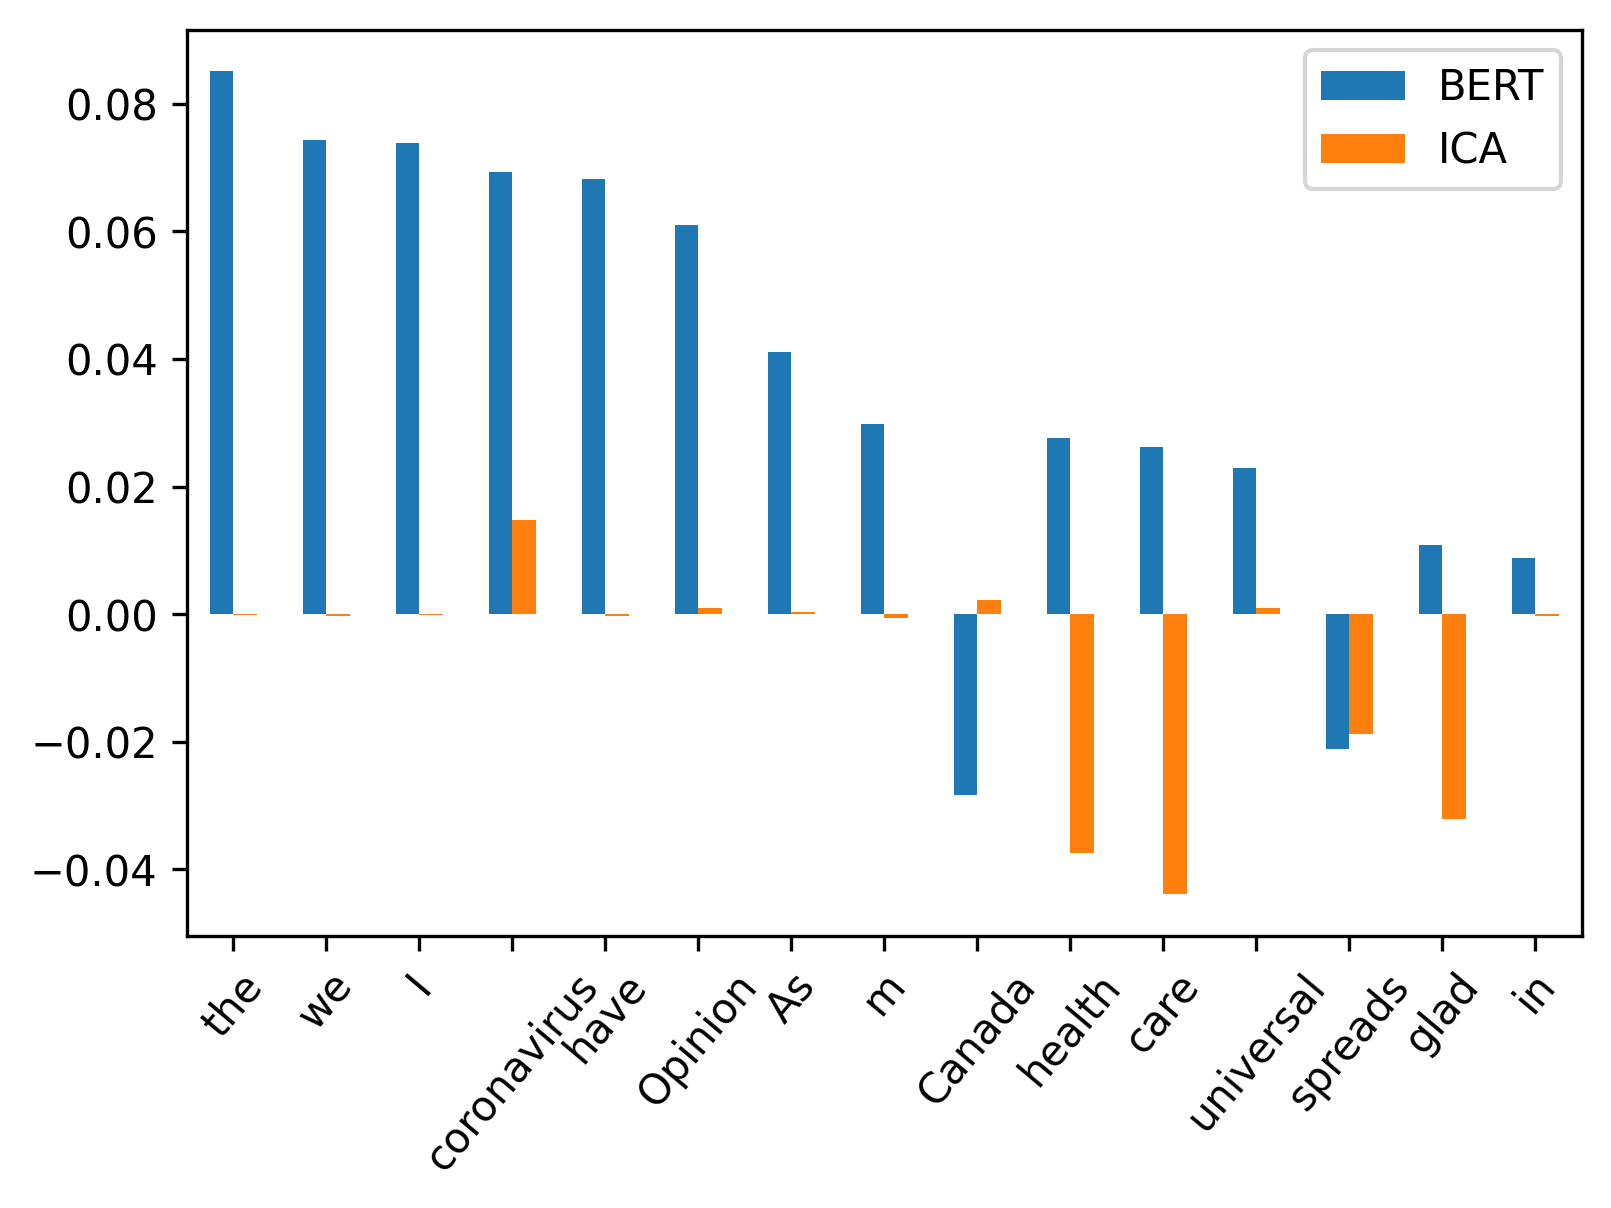 BERT
ICA
0.08
0.06
0.04
0.02
0.00
−0.02
−0.04
the
we
I
coronavirus
have
Opinion
As
m
Canada
health
care
universal
spreads
glad
in